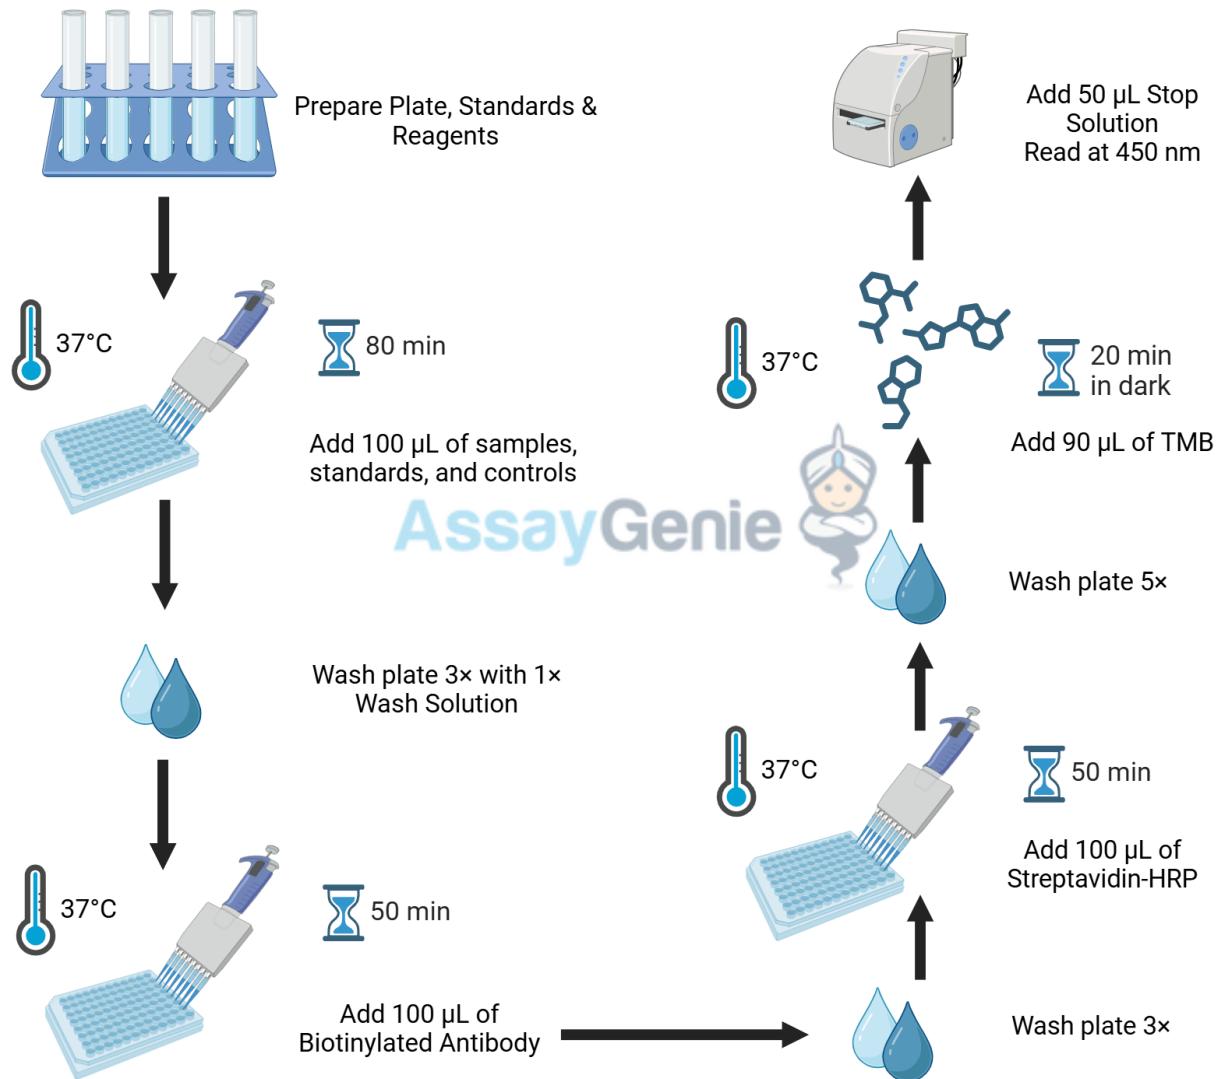 Prepare Plate, Standards &
Reagents
37°C
80 min
Add 100 µL of samples,
standards, and controls
Wash plate 3× with 1×
Wash Solution
37°C
50 min
Add 100 µL of
Biotinylated Antibody
Wash plate 3×
37°C
50 min
Add 100 µL of
Streptavidin-HRP
Wash plate 5×
37°C
20 min
in dark
Add 90 µL of TMB
Add 50 µL Stop
Solution
Read at 450 nm
AssayGenie